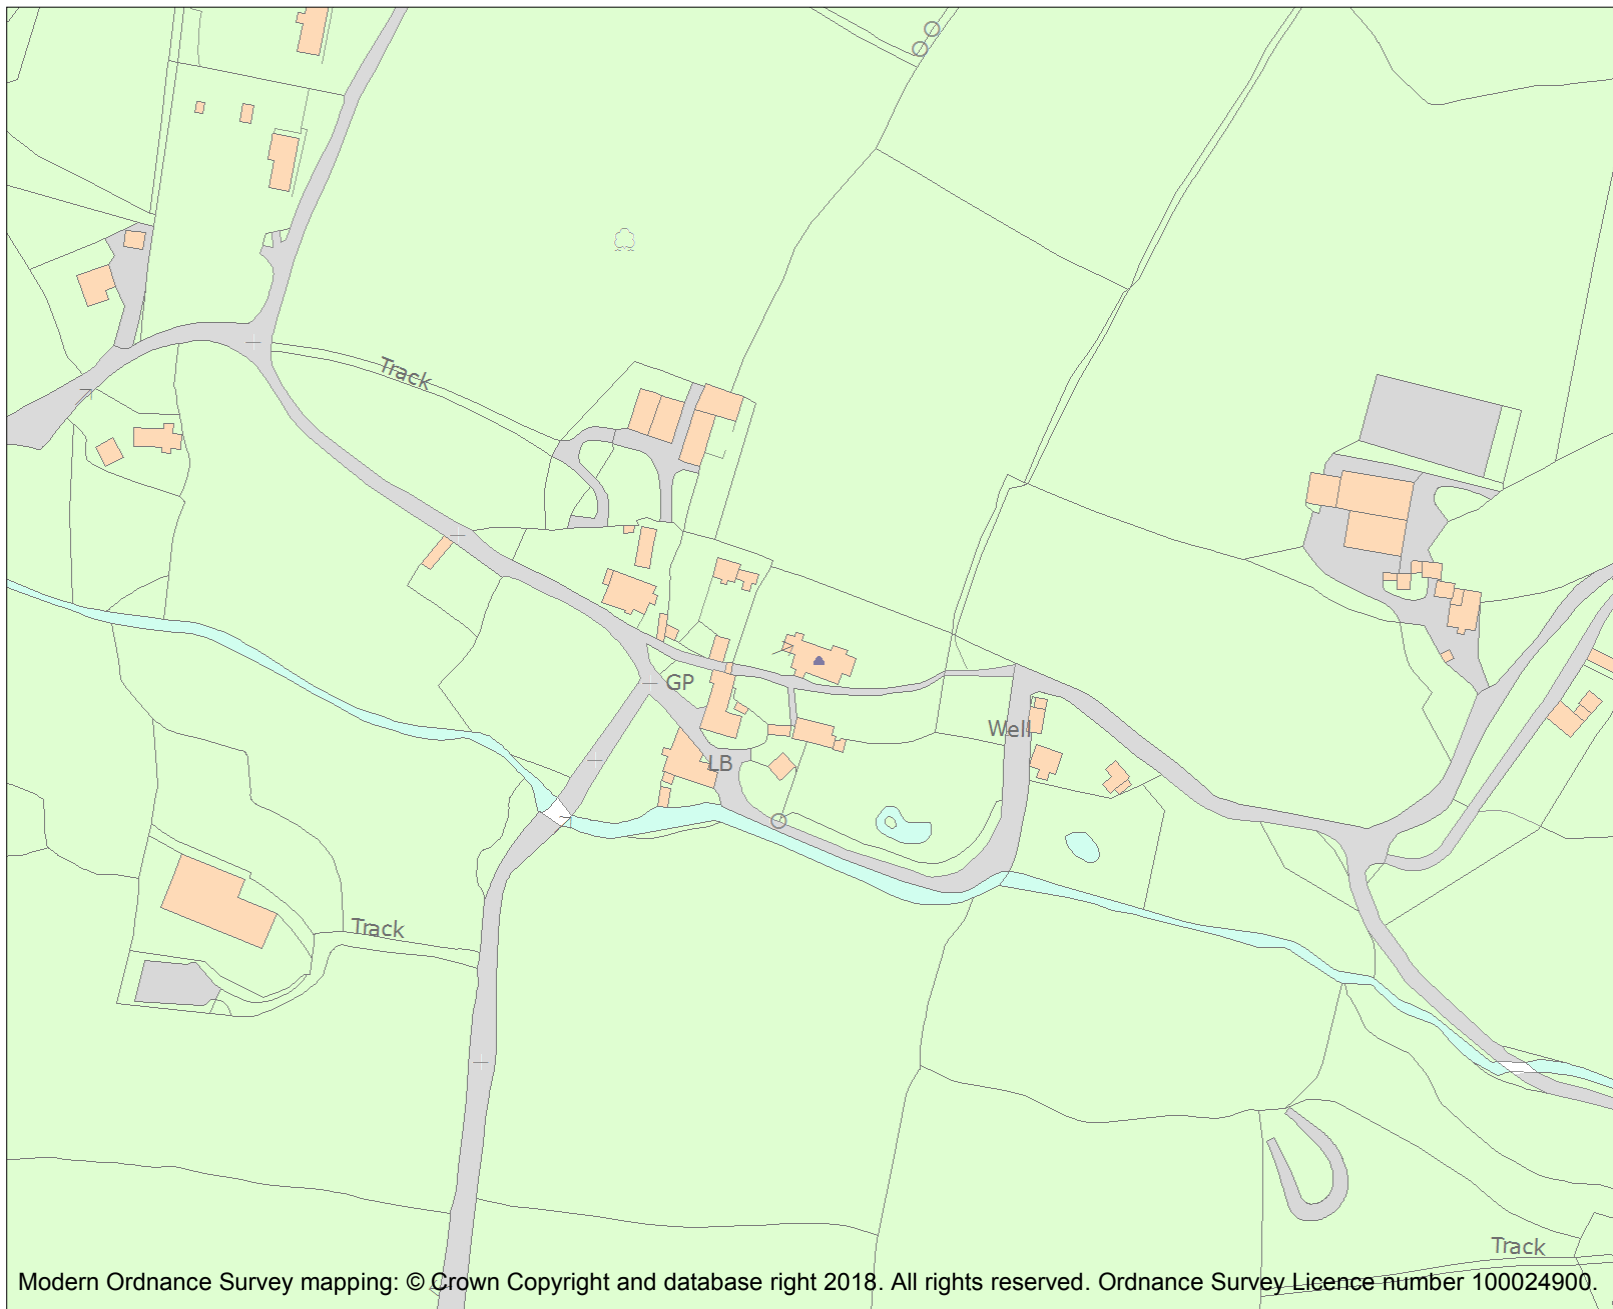 Track
GP
Well
LB
Track
Track
Modern Ordnance Survey mapping: © Crown Copyright and database right 2018. All rights reserved. Ordnance Survey Licence number 100024900.